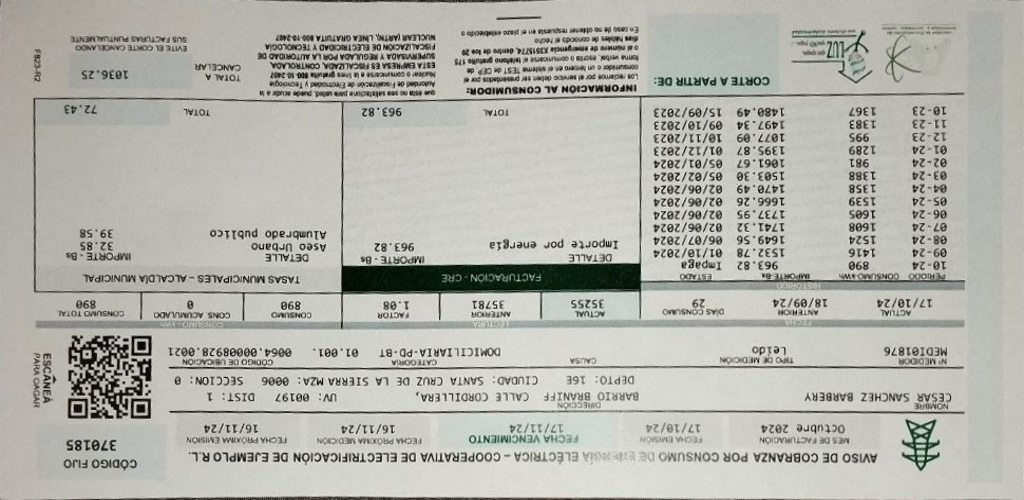 AVISO DE COBRANZA POR CONSUMO DE ENERGÍA ELÉCTRICA – COOPERATIVA DE ELECTRIFICACIÓN DE EJEMPLO R.L.
CÓDIGO FIJO
370185
MES DE FACTURACIÓN
Octubre 2024
FECHA EMISIÓN
17/10/24
FECHA VENCIMIENTO
17/11/24
FECHA PRÓXIMA MEDICIÓN
16/11/24
FECHA PRÓXIMA EMISIÓN
16/11/24
NOMBRE
CESAR SANCHEZ BARBERY
DIRECCIÓN
BARRIO BRANIFF CALLE CORDILLERA, UV: 00197 DIST: 1
DEPTO: 16E CIUDAD: SANTA CRUZ DE LA SIERRA MZA: 0006 SECCION: 0
ESCANEÁ
PARA PAGAR
Nº MEDIDOR
MEDI01876
TIPO DE MEDICIÓN
Leído
CAUSA
CATEGORÍA
DOMICILIARIA-PD-BT
CÓDIGO DE UBICACIÓN
01.001. 0064.00008928.0021
FECHA
LECTURA
CONSUMO - kWh
ACTUAL
17/10/24
ANTERIOR
18/09/24
DÍAS CONSUMO
29
ACTUAL
35255
ANTERIOR
35781
FACTOR
1.08
CONSUMO
890
CONS. ACUMULADO
0
CONSUMO TOTAL
890
HISTÓRICO
PERIODO CONSUMO-kWh IMPORTE-Bs ESTADO
10-24 890 963.82 Impaga
09-24 1416 1532.78 01/10/2024
08-24 1524 1649.56 06/07/2024
07-24 1608 1741.32 02/06/2024
06-24 1605 1737.95 02/06/2024
05-24 1539 1666.26 02/06/2024
04-24 1358 1470.49 02/06/2024
03-24 1388 1503.30 05/02/2024
02-24 981 1061.67 05/01/2024
01-24 1289 1395.87 01/12/2023
12-23 995 1077.09 10/11/2023
11-23 1383 1497.34 09/10/2023
10-23 1367 1480.49 15/09/2023
FACTURACIÓN - CRE
DETALLE IMPORTE-Bs
Importe por energía 963.82
TOTAL 963.82
TASAS MUNICIPALES – ALCALDÍA MUNICIPAL
DETALLE IMPORTE - Bs
Aseo Urbano 32.85
Alumbrado publico 39.58
TOTAL 72.43
CORTE A PARTIR DE:
LUZ
INFORMACIÓN AL CONSUMIDOR:
Los reclamos por el servicio deben ser presentados por el
consumidor o un tercero en el sistema TEST de CEP de
forma verbal, escrita o comunicarse al teléfono gratuito 175
o al número de emergencia X3315774, dentro de los 20
días hábiles de conocido el hecho
En caso de no obtener respuesta en el plazo establecido o
que ésta no sea satisfactoria para usted, puede acudir a la
Autoridad de Fiscalización de Electricidad y Tecnología
Nuclear o comunicarse a la línea gratuita 800-10-2407
ESTA EMPRESA ES FISCALIZADA, CONTROLADA,
SUPERVISADA Y REGULADA POR LA AUTORIDAD DE
FISCALIZACIÓN DE ELECTRICIDAD Y TECNOLOGÍA
NUCLEAR (AETN), LÍNEA GRATUITA 800-10-2407
TOTAL A
CANCELAR
1036.25
EVITE EL CORTE CANCELANDO
SUS FACTURAS PUNTUALMENTE
F823-R2